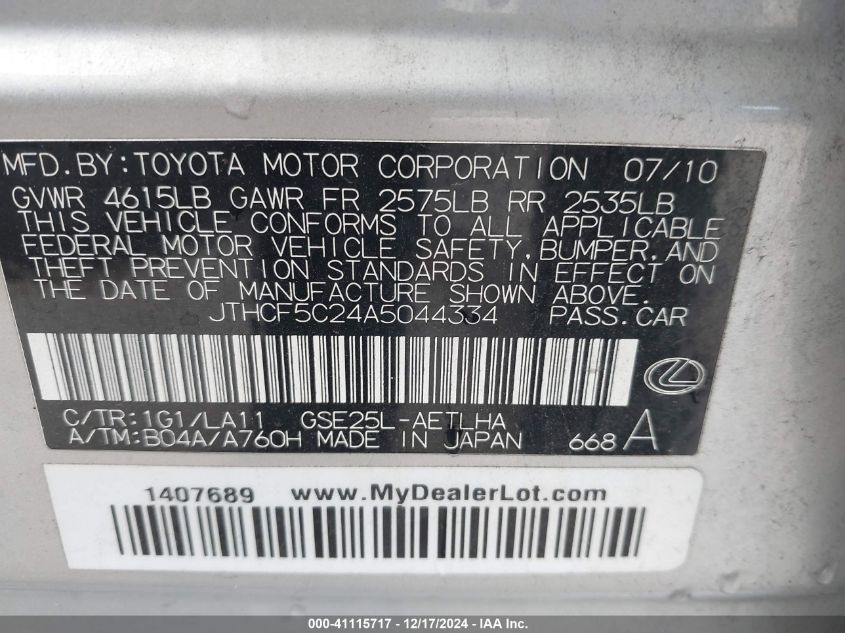 MFD.BY:TOYOTA MOTOR CORPORATION 07/10
GVWR 4615LB GAWR FR 2575LB RR 2535LB
THIS VEHICLE CONFORMS TO ALL APPLICABLE
FEDERAL MOTOR VEHICLE SAFETY,BUMPER,AND
THEFT PREVENTION STANDARDS IN EFFECT ON
THE DATE OF MANUFACTURE SHOWN ABOVE.
JTHCF5C24A5044334 PASS.CAR
C/TR:1G1/LA11 GSE25L-AETLHA
A/TM:B04A/A760H MADE IN JAPAN 668A
1407689 www.MyDealerLot.com
000-41115717 - 12/17/2024 - IAA Inc.